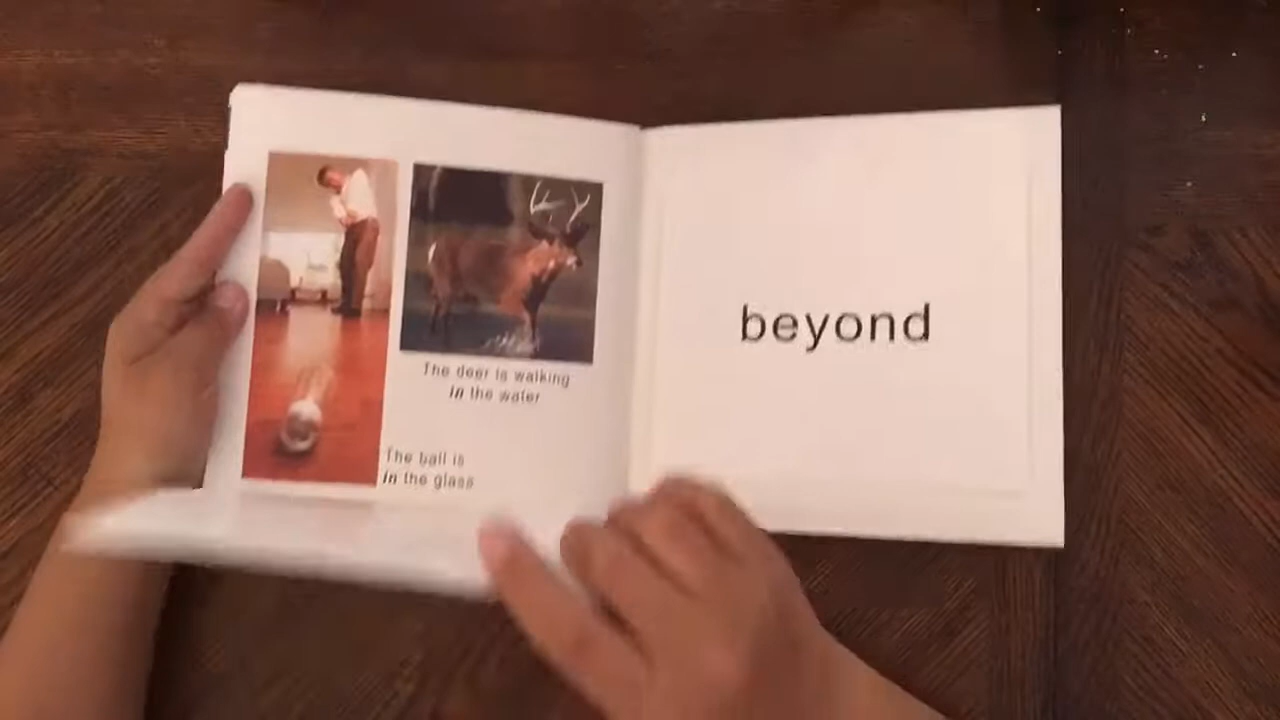 The deer is walking
in the water
The ball is
in the glass
beyond